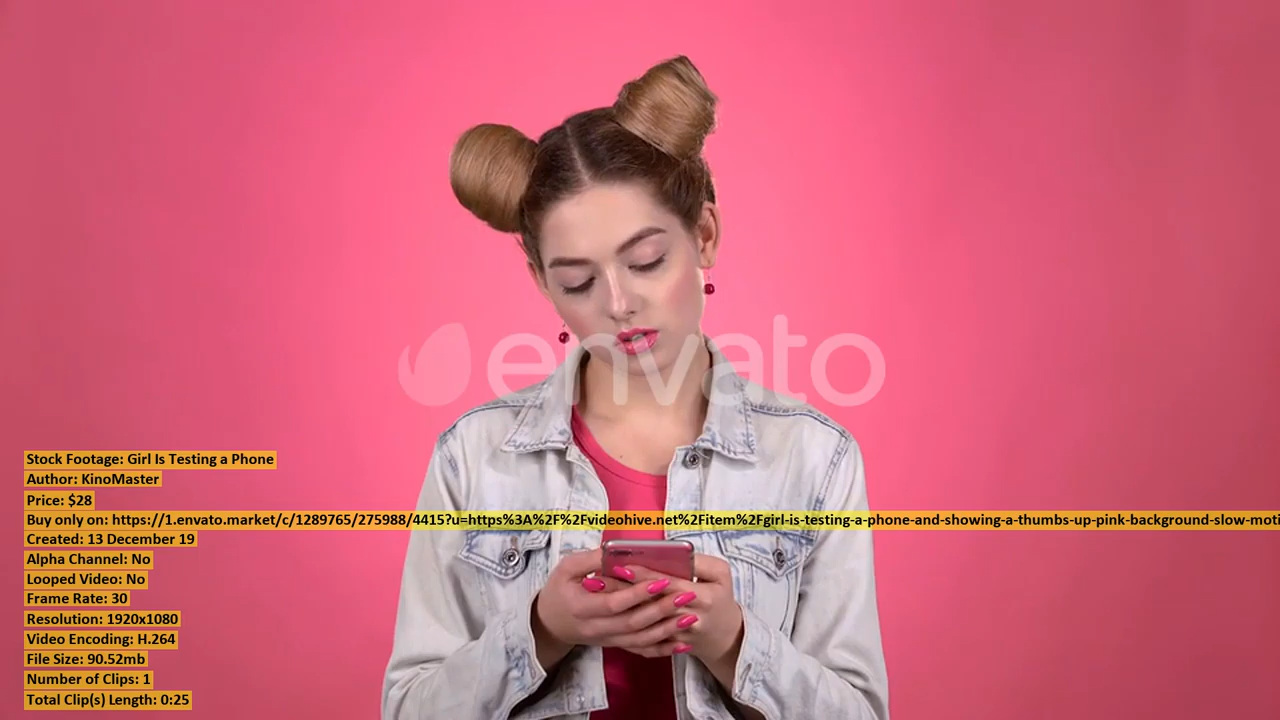 envato
Stock Footage: Girl Is Testing a Phone
Author: KinoMaster
Price: $28
Buy only on: https://1.envato.market/c/1289765/275988/4415?u=https%3A%2F%2Fvideohive.net%2Fitem%2Fgirl-is-testing-a-phone-and-showing-a-thumbs-up-pink-background-slow-moti
Created: 13 December 19
Alpha Channel: No
Looped Video: No
Frame Rate: 30
Resolution: 1920x1080
Video Encoding: H.264
File Size: 90.52mb
Number of Clips: 1
Total Clip(s) Length: 0:25